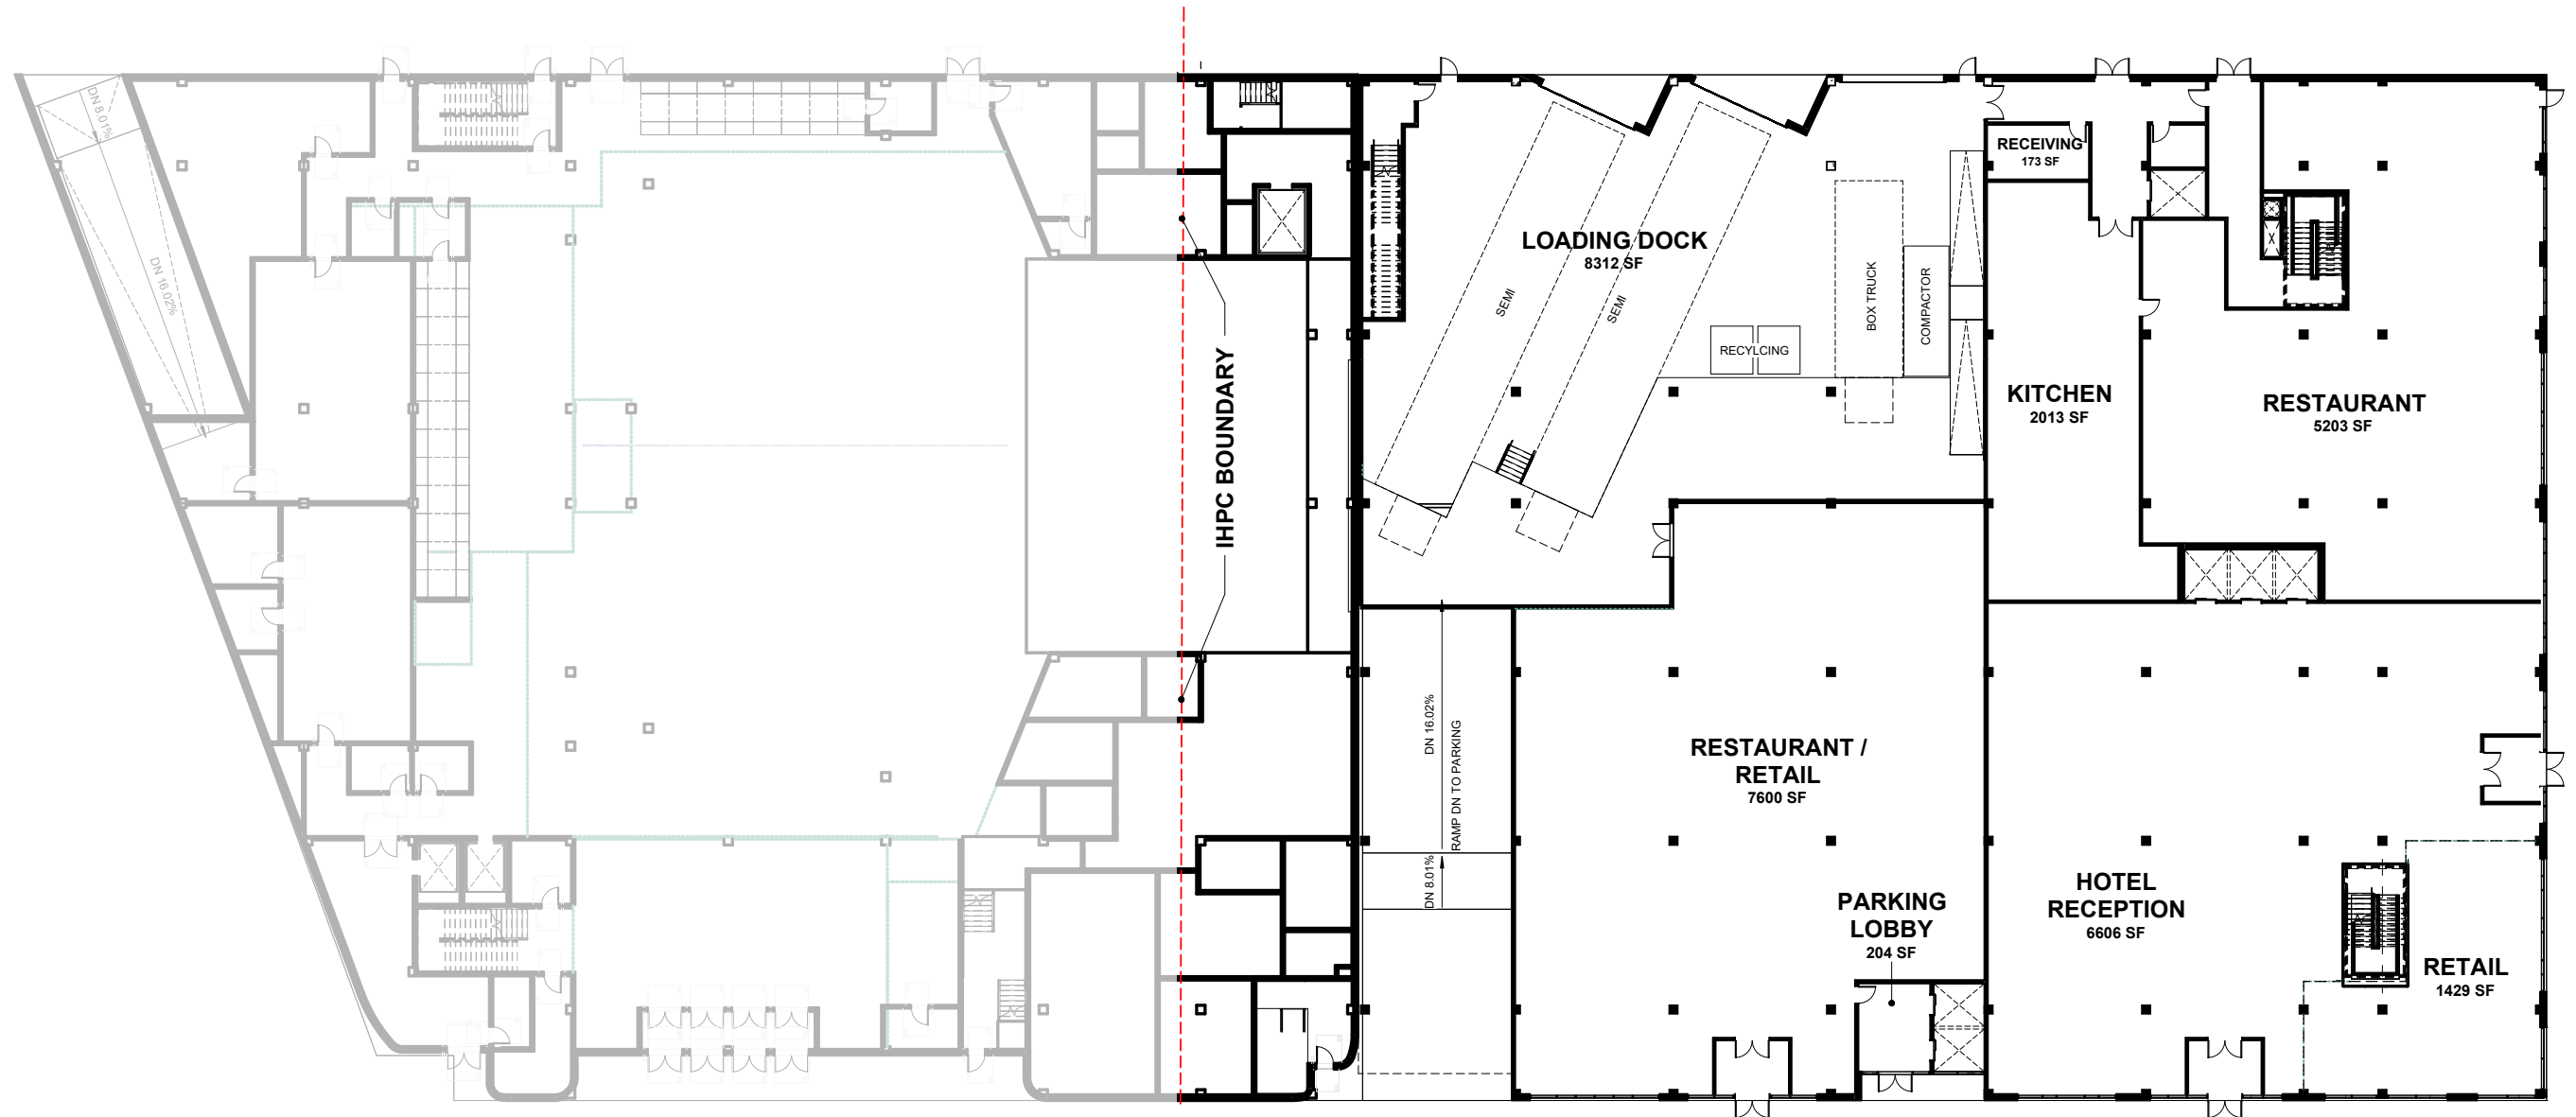 DN 8.01%
DN 16.02%
IHPC BOUNDARY
LOADING DOCK
8312 SF
SEMI
SEMI
RECYLCING
BOX TRUCK
COMPACTOR
RECEIVING
173 SF
KITCHEN
2013 SF
RESTAURANT
5203 SF
DN 16.02%
RAMP DN TO PARKING
DN 8.01%
RESTAURANT /
RETAIL
7600 SF
PARKING
LOBBY
204 SF
HOTEL
RECEPTION
6606 SF
RETAIL
1429 SF